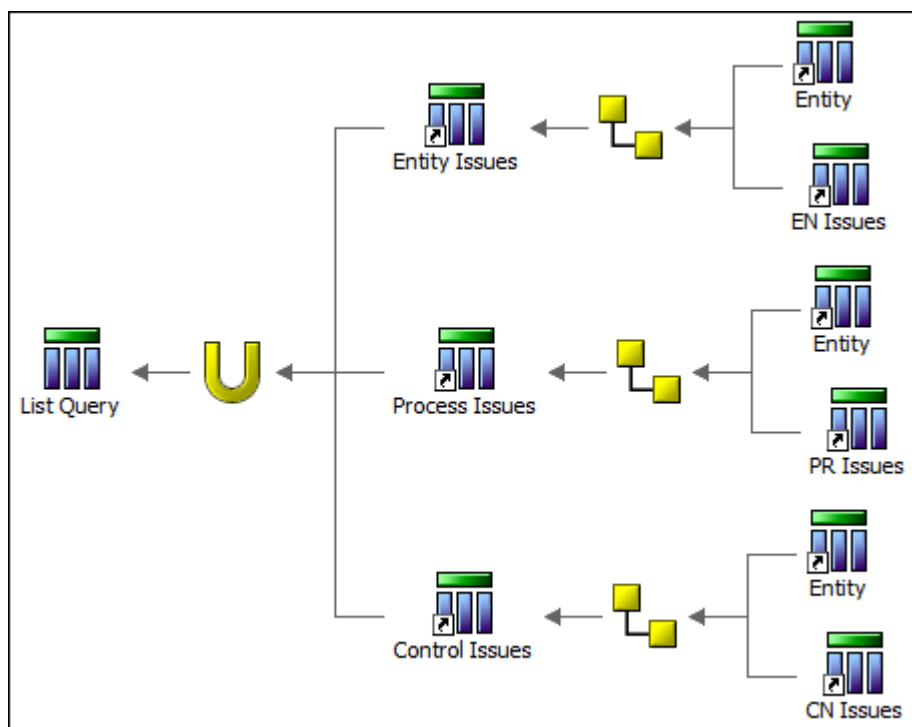 Entity
Entity Issues
EN Issues
Entity
List Query
Process Issues
PR Issues
Entity
Control Issues
CN Issues